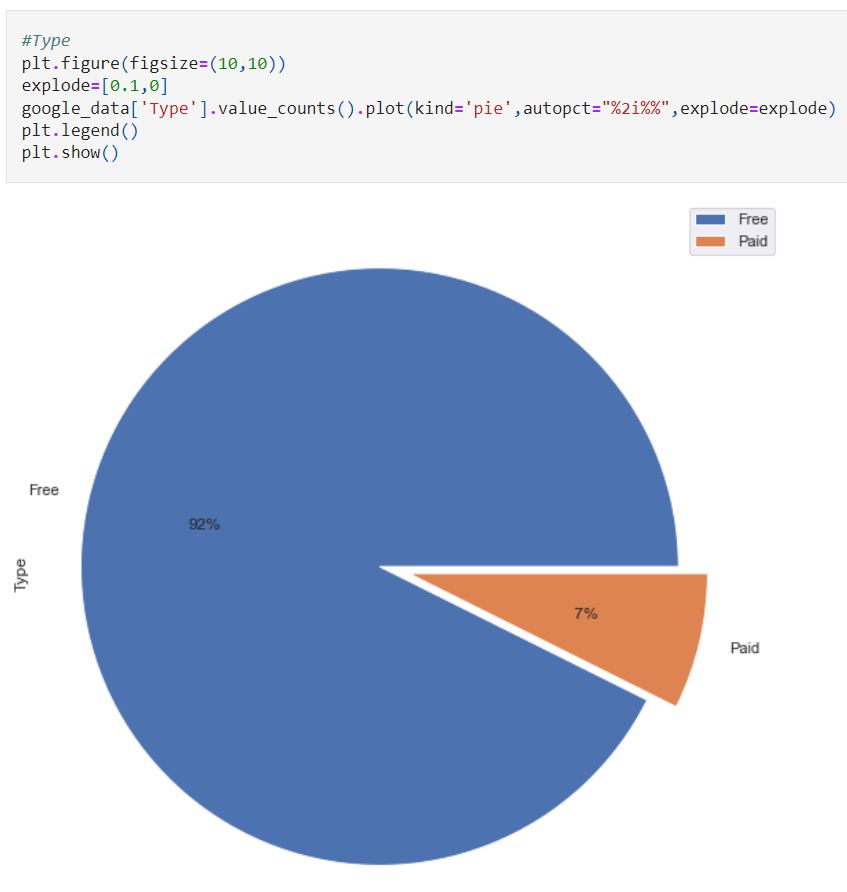 #Type
plt.figure(figsize=(10,10))
explode=[0.1,0]
google_data['Type'].value_counts().plot(kind='pie',autopct="%2i%%",explode=explode)
plt.legend()
plt.show()
Free
Paid
Free
92%
Type
7%
Paid